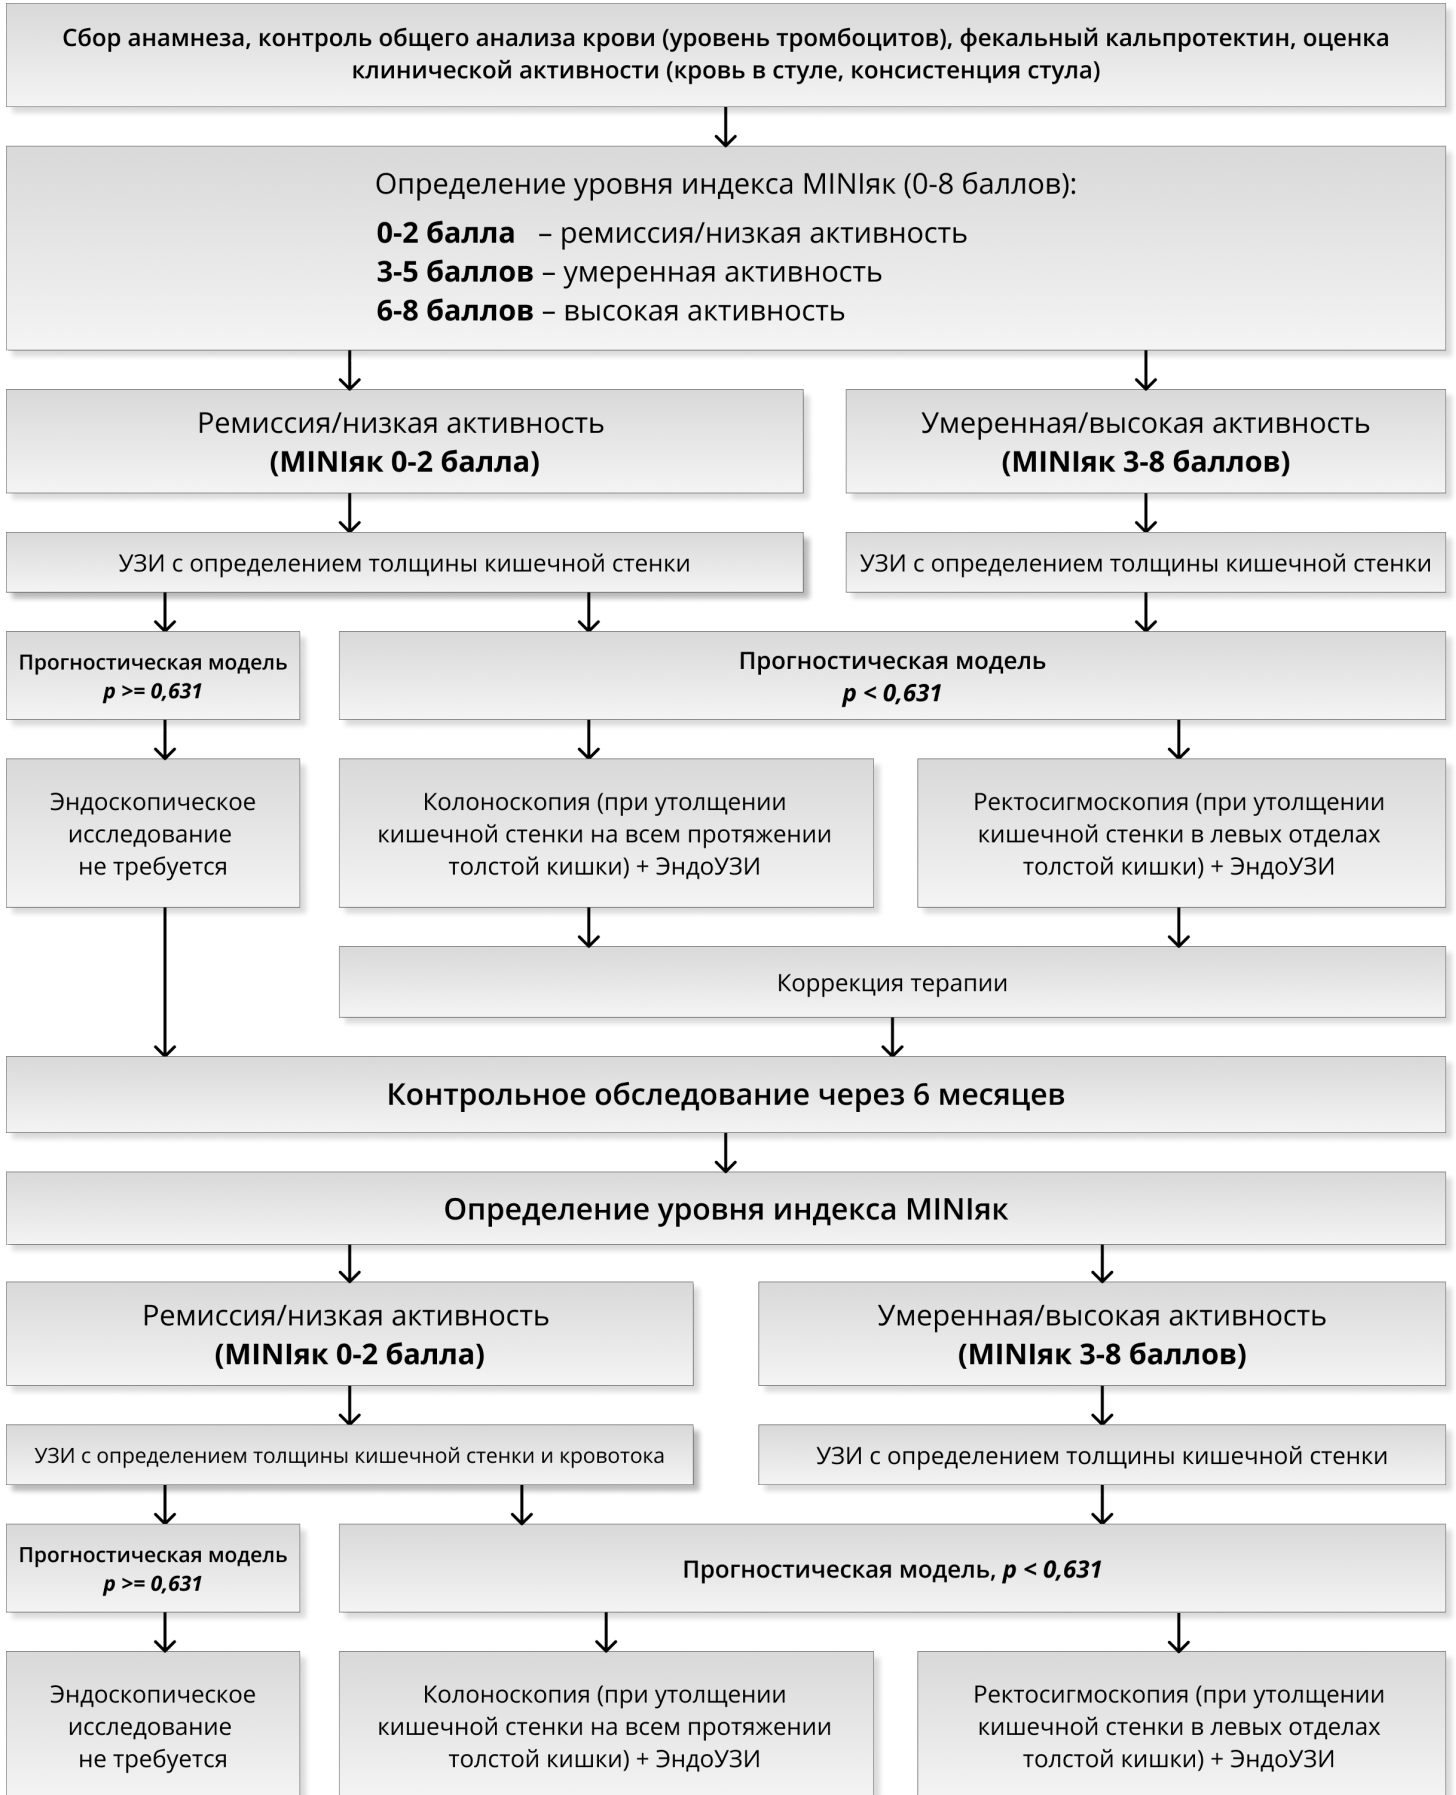 Сбор анамнеза, контроль общего анализа крови (уровень тромбоцитов), фекальный кальпротектин, оценка
клинической активности (кровь в стуле, консистенция стула)
Определение уровня индекса MINIяк (0-8 баллов):
0-2 балла – ремиссия/низкая активность
3-5 баллов – умеренная активность
6-8 баллов – высокая активность
Ремиссия/низкая активность
(MINIяк 0-2 балла)
Умеренная/высокая активность
(MINIяк 3-8 баллов)
УЗИ с определением толщины кишечной стенки
УЗИ с определением толщины кишечной стенки
Прогностическая модель
p >= 0,631
Прогностическая модель
p < 0,631
Эндоскопическое
исследование
не требуется
Колоноскопия (при утолщении
кишечной стенки на всем протяжении
толстой кишки) + ЭндоУЗИ
Ректосигмоскопия (при утолщении
кишечной стенки в левых отделах
толстой кишки) + ЭндоУЗИ
Коррекция терапии
Контрольное обследование через 6 месяцев
Определение уровня индекса MINIяк
Ремиссия/низкая активность
(MINIяк 0-2 балла)
Умеренная/высокая активность
(MINIяк 3-8 баллов)
УЗИ с определением толщины кишечной стенки и кровотока
УЗИ с определением толщины кишечной стенки
Прогностическая модель
p >= 0,631
Прогностическая модель, p < 0,631
Эндоскопическое
исследование
не требуется
Колоноскопия (при утолщении
кишечной стенки на всем протяжении
толстой кишки) + ЭндоУЗИ
Ректосигмоскопия (при утолщении
кишечной стенки в левых отделах
толстой кишки) + ЭндоУЗИ